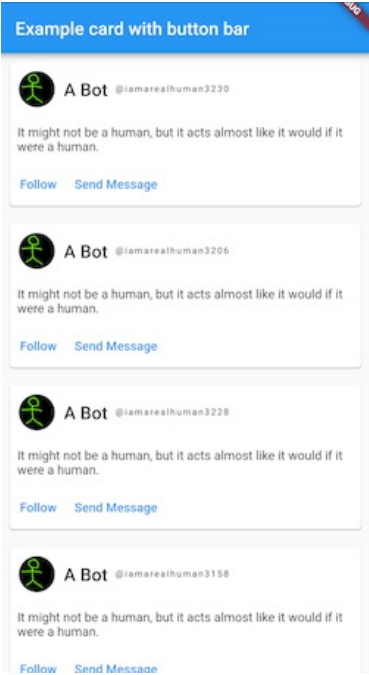 Example card with button bar
A Bot @iamarealhuman3230
It might not be a human, but it acts almost like it would if it
were a human.
Follow Send Message
A Bot @iamarealhuman3206
It might not be a human, but it acts almost like it would if it
were a human.
Follow Send Message
A Bot @iamarealhuman3228
It might not be a human, but it acts almost like it would if it
were a human.
Follow Send Message
A Bot @iamarealhuman3158
It might not be a human, but it acts almost like it would if it
were a human.
Follow Send Message